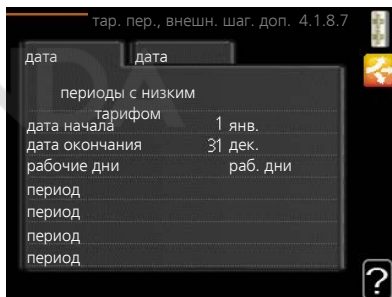 тар. пер., внешн. шаг. доп. 4.1.8.7
дата дата
периоды с низким
тарифом
дата начала 1 янв.
дата окончания 31 дек.
рабочие дни раб. дни
период
период
период
период
?